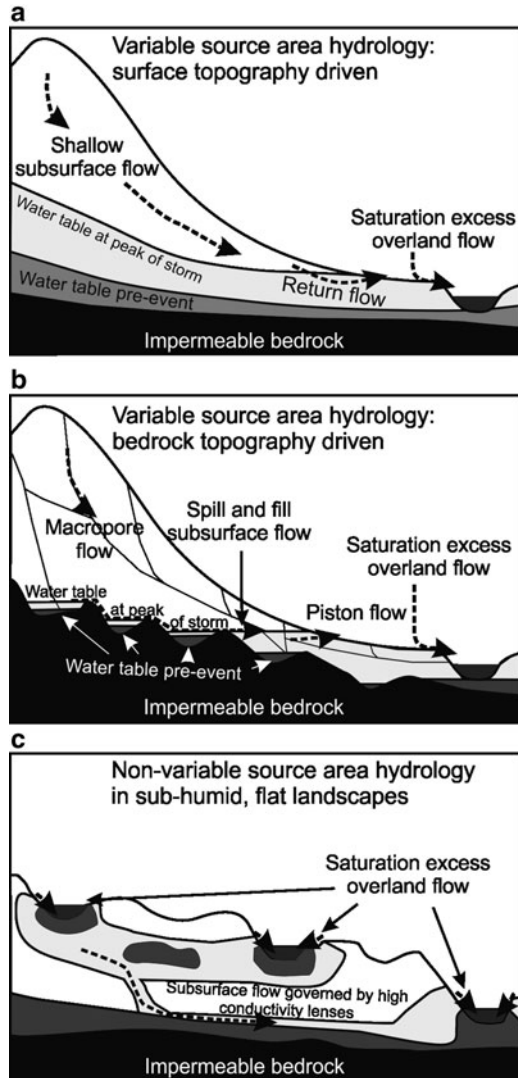 a
Variable source area hydrology:
surface topography driven
Shallow
subsurface flow
Saturation excess
overland flow
Water table at peak of storm
Return flow
Water table pre-event
Impermeable bedrock
b
Variable source area hydrology:
bedrock topography driven
Spill and fill
subsurface flow
Macropore
flow
Saturation excess
overland flow
Water table
at peak
of storm
Piston flow
Water table pre-event
Impermeable bedrock
c
Non-variable source area hydrology
in sub-humid, flat landscapes
Saturation excess
overland flow
Subsurface flow governed by high
conductivity lenses
Impermeable bedrock